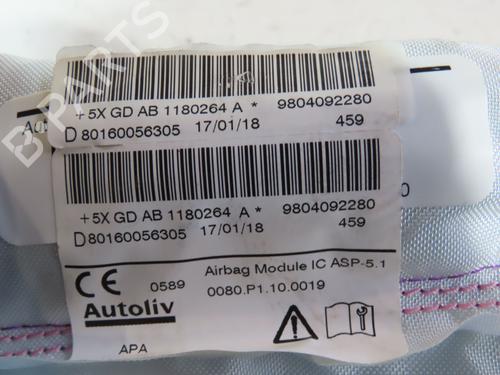 B PARTS
+5X GD AB 1180264 A * 9804092280
D 80160056305 17/01/18 459
+5X GD AB 1180264 A * 9804092280
D80160056305 17/01/18 459
CE 0589 Airbag Module IC ASP-5.1
Autoliv 0080.P1.10.0019
APA